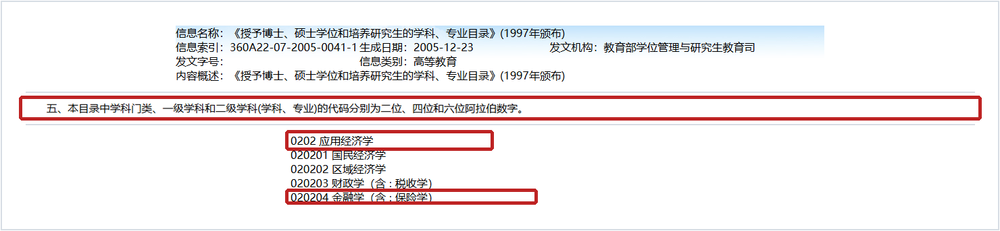 信息名称：《授予博士、硕士学位和培养研究生的学科、专业目录》(1997年颁布)
信息索引：360A22-07-2005-0041-1 生成日期：2005-12-23 发文机构：教育部学位管理与研究生教育司
发文字号： 信息类别：高等教育
内容概述：《授予博士、硕士学位和培养研究生的学科、专业目录》(1997年颁布)
五、本目录中学科门类、一级学科和二级学科(学科、专业)的代码分别为二位、四位和六位阿拉伯数字。
0202 应用经济学
020201 国民经济学
020202 区域经济学
020203 财政学（含：税收学）
020204 金融学（含：保险学）